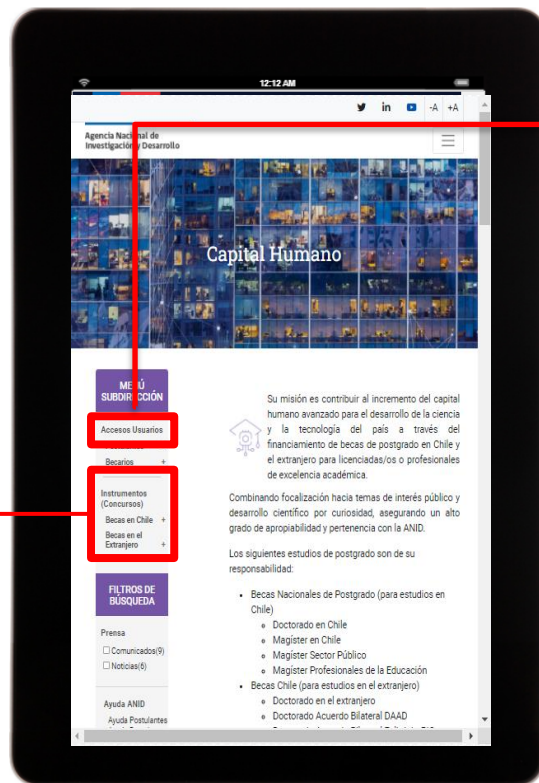 12:12 AM
-A +A
Agencia Nacional de
Investigación y Desarrollo
Capital Humano
MENÚ
SUBDIRECCIÓN
Accesos Usuarios
Becarios +
Instrumentos
(Concursos)
Becas en Chile +
Becas en el
Extranjero +
FILTROS DE
BÚSQUEDA
Prensa
Comunicados(9)
Noticias(6)
Ayuda ANID
Ayuda Postulantes
Su misión es contribuir al incremento del capital
humano avanzado para el desarrollo de la ciencia
y la tecnología del país a través del
financiamiento de becas de postgrado en Chile y
el extranjero para licenciadas/os o profesionales
de excelencia académica.
Combinando focalización hacia temas de interés público y
desarrollo científico por curiosidad, asegurando un alto
grado de apropiabilidad y pertenencia con la ANID.
Los siguientes estudios de postgrado son de su
responsabilidad:
Becas Nacionales de Postgrado (para estudios en
Chile)
Doctorado en Chile
Magíster en Chile
Magíster Sector Público
Magíster Profesionales de la Educación
Becas Chile (para estudios en el extranjero)
Doctorado en el extranjero
Doctorado Acuerdo Bilateral DAAD